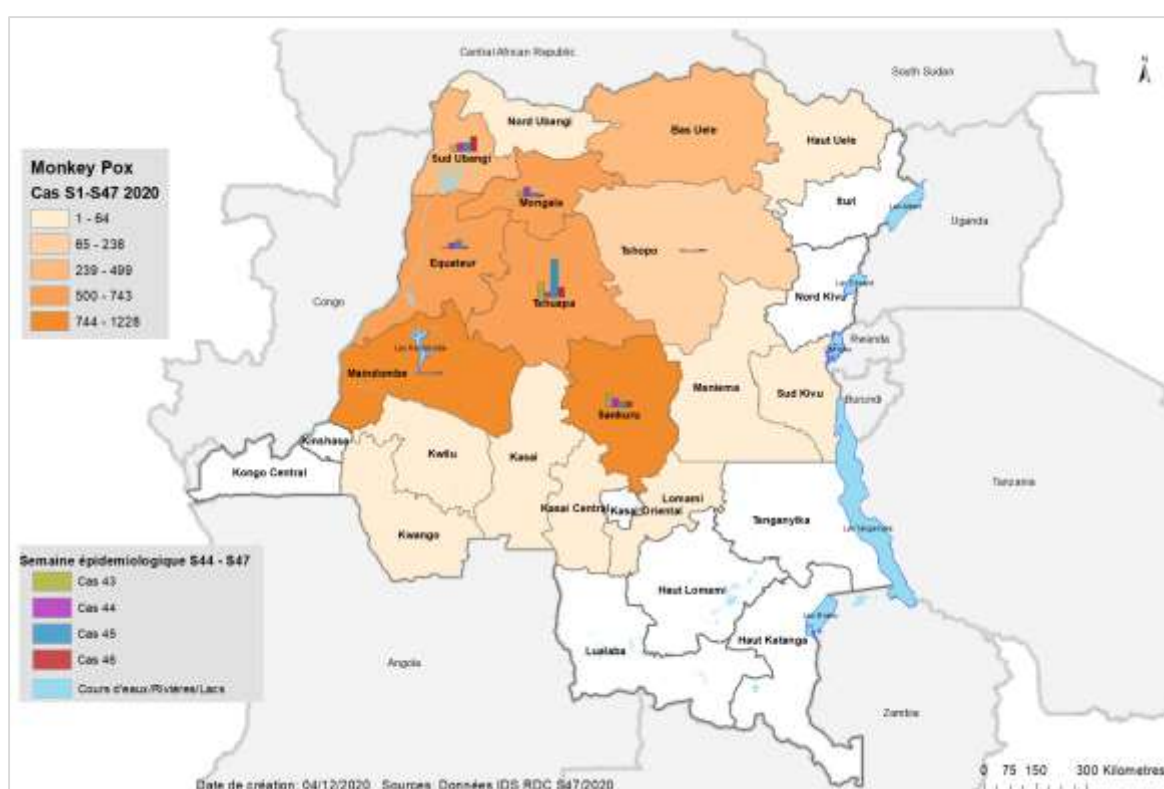 Central African Republic
South Sudan
N
Nord Ubangi
Bas Uele
Haut Uele
Monkey Pox
Cas S1-S47 2020
1 - 64
65 - 238
239 - 499
500 - 743
744 - 1228
Sud Ubangi
Mongala
Ituri
Lac Albert
Uganda
Equateur
Tshopo
Tshuapa
Congo
Nord Kivu
Rwanda
Maindombe
Maniema
Sud Kivu
Burundi
Sankuru
Kinshasa
Kongo Central
Kwilu
Kasai
Lomami
Kasai Central
Kasai Oriental
Tanganyika
Tanzania
Lac Tanganyika
Kwango
Semaine épidemiologique S44 - S47
Cas 43
Cas 44
Cas 45
Cas 46
Cours d'eaux/Rivières/Lacs
Haut Lomami
Haut Katanga
Lualaba
Angola
Zambia
Date de création: 04/12/2020 Sources: Données IDS RDC S47/2020
0 75 150 300 Kilometres